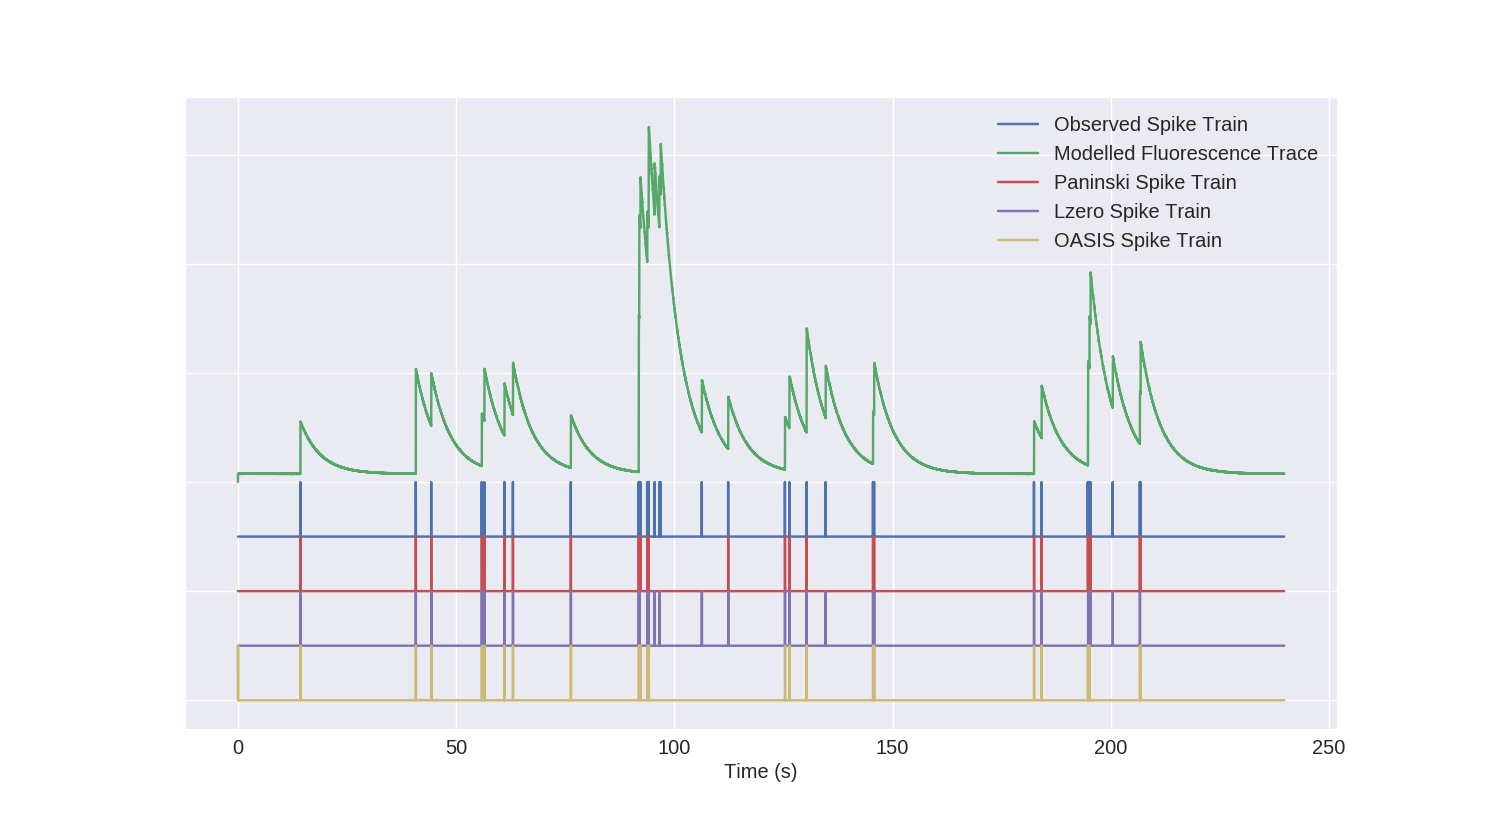 Observed Spike Train
Modelled Fluorescence Trace
Paninski Spike Train
Lzero Spike Train
OASIS Spike Train
0 50 100 150 200 250
Time (s)